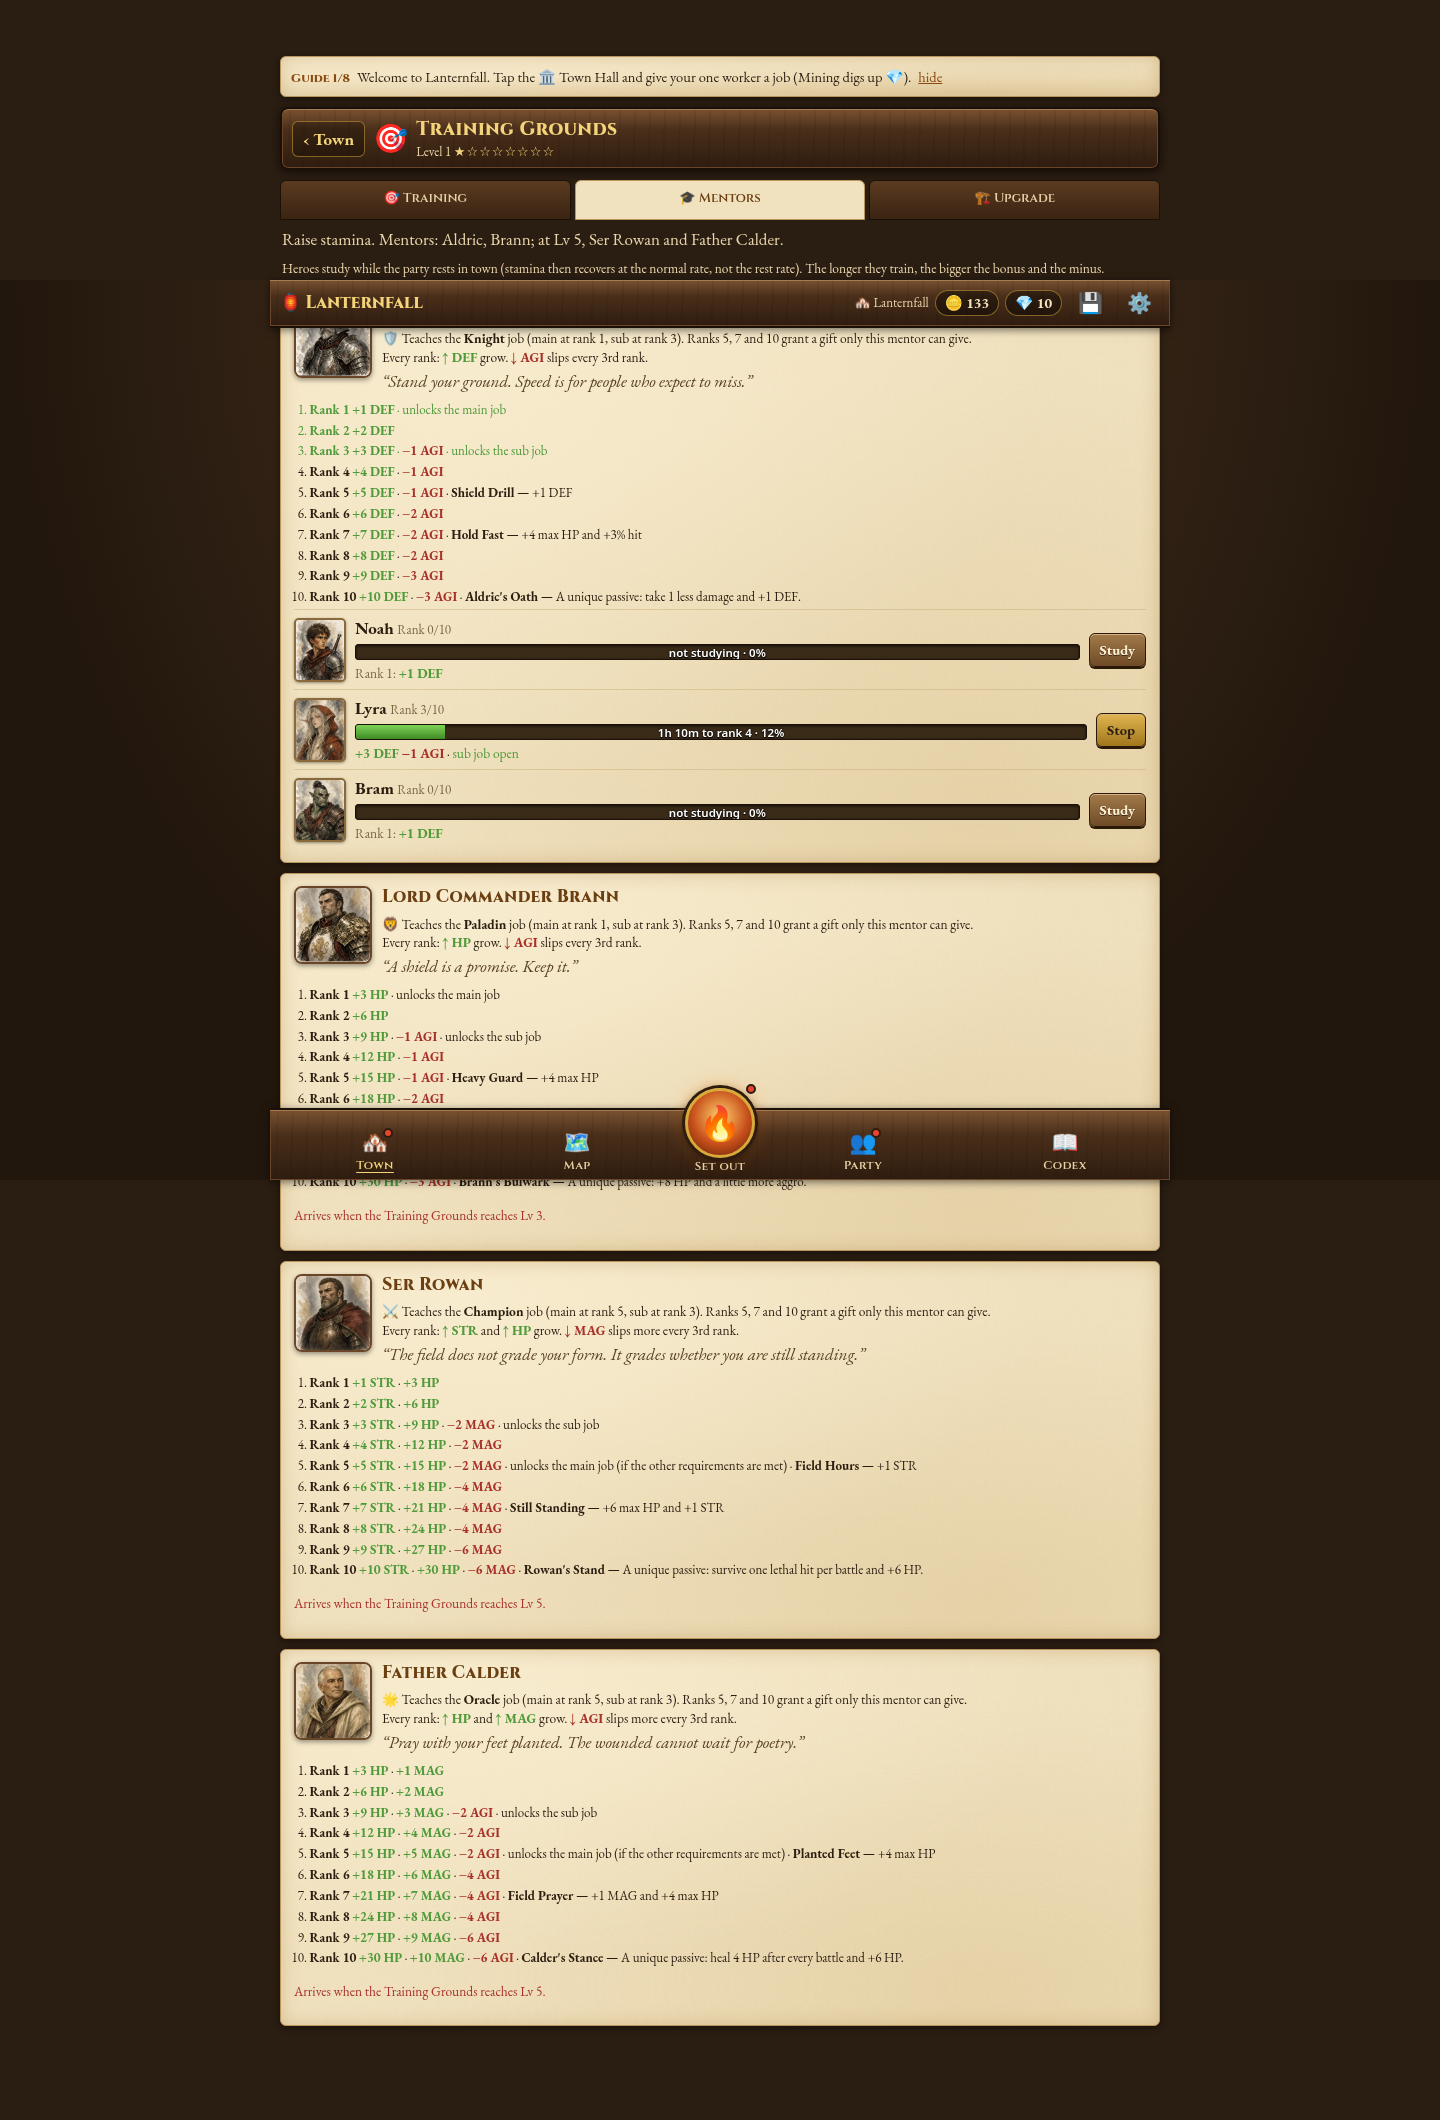 Guide 1/8 Welcome to Lanternfall. Tap the Town Hall and give your one worker a job (Mining digs up ). hide
‹ Town
Training Grounds
Level 1 ★☆☆☆☆☆☆☆
Training
Mentors
Upgrade
Raise stamina. Mentors: Aldric, Brann; at Lv 5, Ser Rowan and Father Calder.
Heroes study while the party rests in town (stamina then recovers at the normal rate, not the rest rate). The longer they train, the bigger the bonus and the minus.
Lanternfall
Lanternfall
133
10
Teaches the Knight job (main at rank 1, sub at rank 3). Ranks 5, 7 and 10 grant a gift only this mentor can give.
Every rank: ↑ DEF grow. ↓ AGI slips every 3rd rank.
“Stand your ground. Speed is for people who expect to miss.”
1. Rank 1 +1 DEF · unlocks the main job
2. Rank 2 +2 DEF
3. Rank 3 +3 DEF · −1 AGI · unlocks the sub job
4. Rank 4 +4 DEF · −1 AGI
5. Rank 5 +5 DEF · −1 AGI · Shield Drill — +1 DEF
6. Rank 6 +6 DEF · −2 AGI
7. Rank 7 +7 DEF · −2 AGI · Hold Fast — +4 max HP and +3% hit
8. Rank 8 +8 DEF · −2 AGI
9. Rank 9 +9 DEF · −3 AGI
10. Rank 10 +10 DEF · −3 AGI · Aldric's Oath — A unique passive: take 1 less damage and +1 DEF.
Noah Rank 0/10
not studying · 0%
Study
Rank 1: +1 DEF
Lyra Rank 3/10
1h 10m to rank 4 · 12%
Stop
+3 DEF −1 AGI · sub job open
Bram Rank 0/10
not studying · 0%
Study
Rank 1: +1 DEF
Lord Commander Brann
Teaches the Paladin job (main at rank 1, sub at rank 3). Ranks 5, 7 and 10 grant a gift only this mentor can give.
Every rank: ↑ HP grow. ↓ AGI slips every 3rd rank.
“A shield is a promise. Keep it.”
1. Rank 1 +3 HP · unlocks the main job
2. Rank 2 +6 HP
3. Rank 3 +9 HP · −1 AGI · unlocks the sub job
4. Rank 4 +12 HP · −1 AGI
5. Rank 5 +15 HP · −1 AGI · Heavy Guard — +4 max HP
6. Rank 6 +18 HP · −2 AGI
Town
Map
Set out
Party
Codex
10. Rank 10 +30 HP · −3 AGI · Brann's Bulwark — A unique passive: +8 HP and a little more aggro.
Arrives when the Training Grounds reaches Lv 3.
Ser Rowan
Teaches the Champion job (main at rank 5, sub at rank 3). Ranks 5, 7 and 10 grant a gift only this mentor can give.
Every rank: ↑ STR and ↑ HP grow. ↓ MAG slips more every 3rd rank.
“The field does not grade your form. It grades whether you are still standing.”
1. Rank 1 +1 STR · +3 HP
2. Rank 2 +2 STR · +6 HP
3. Rank 3 +3 STR · +9 HP · −2 MAG · unlocks the sub job
4. Rank 4 +4 STR · +12 HP · −2 MAG
5. Rank 5 +5 STR · +15 HP · −2 MAG · unlocks the main job (if the other requirements are met) · Field Hours — +1 STR
6. Rank 6 +6 STR · +18 HP · −4 MAG
7. Rank 7 +7 STR · +21 HP · −4 MAG · Still Standing — +6 max HP and +1 STR
8. Rank 8 +8 STR · +24 HP · −4 MAG
9. Rank 9 +9 STR · +27 HP · −6 MAG
10. Rank 10 +10 STR · +30 HP · −6 MAG · Rowan's Stand — A unique passive: survive one lethal hit per battle and +6 HP.
Arrives when the Training Grounds reaches Lv 5.
Father Calder
Teaches the Oracle job (main at rank 5, sub at rank 3). Ranks 5, 7 and 10 grant a gift only this mentor can give.
Every rank: ↑ HP and ↑ MAG grow. ↓ AGI slips more every 3rd rank.
“Pray with your feet planted. The wounded cannot wait for poetry.”
1. Rank 1 +3 HP · +1 MAG
2. Rank 2 +6 HP · +2 MAG
3. Rank 3 +9 HP · +3 MAG · −2 AGI · unlocks the sub job
4. Rank 4 +12 HP · +4 MAG · −2 AGI
5. Rank 5 +15 HP · +5 MAG · −2 AGI · unlocks the main job (if the other requirements are met) · Planted Feet — +4 max HP
6. Rank 6 +18 HP · +6 MAG · −4 AGI
7. Rank 7 +21 HP · +7 MAG · −4 AGI · Field Prayer — +1 MAG and +4 max HP
8. Rank 8 +24 HP · +8 MAG · −4 AGI
9. Rank 9 +27 HP · +9 MAG · −6 AGI
10. Rank 10 +30 HP · +10 MAG · −6 AGI · Calder's Stance — A unique passive: heal 4 HP after every battle and +6 HP.
Arrives when the Training Grounds reaches Lv 5.